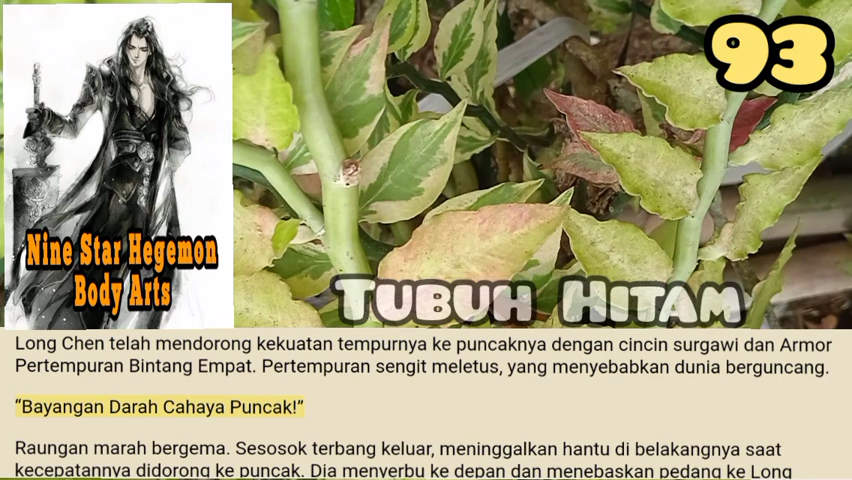 93
Nine Star Hegemon
Body Arts
TUBUH HITAM
Long Chen telah mendorong kekuatan tempurnya ke puncaknya dengan cincin surgawi dan Armor
Pertempuran Bintang Empat. Pertempuran sengit meletus, yang menyebabkan dunia berguncang.
“Bayangan Darah Cahaya Puncak!”
Raungan marah bergema. Sesosok terbang keluar, meninggalkan hantu di belakangnya saat
kecepatannya didorong ke puncak. Dia menyerbu ke depan dan menebaskan pedang ke Long